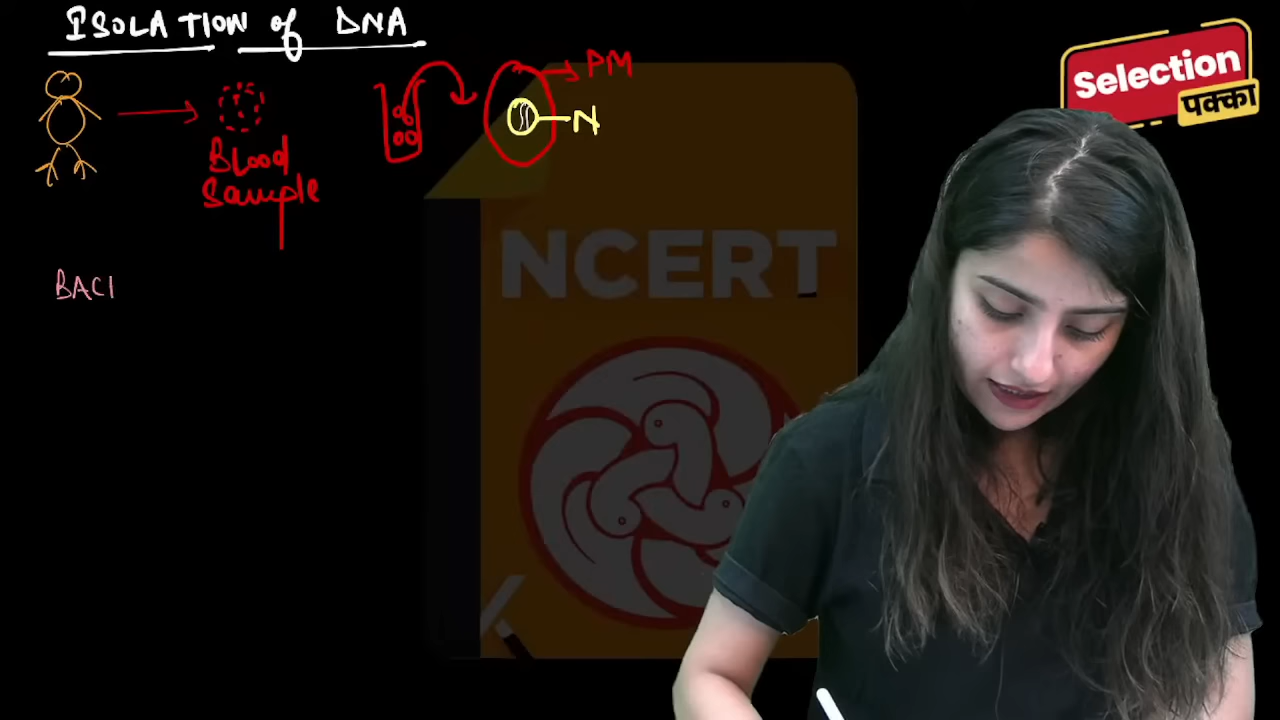 ISOLATION of DNA
Selection
पक्का
PM
N
Blood
Sample
NCERT
BACI